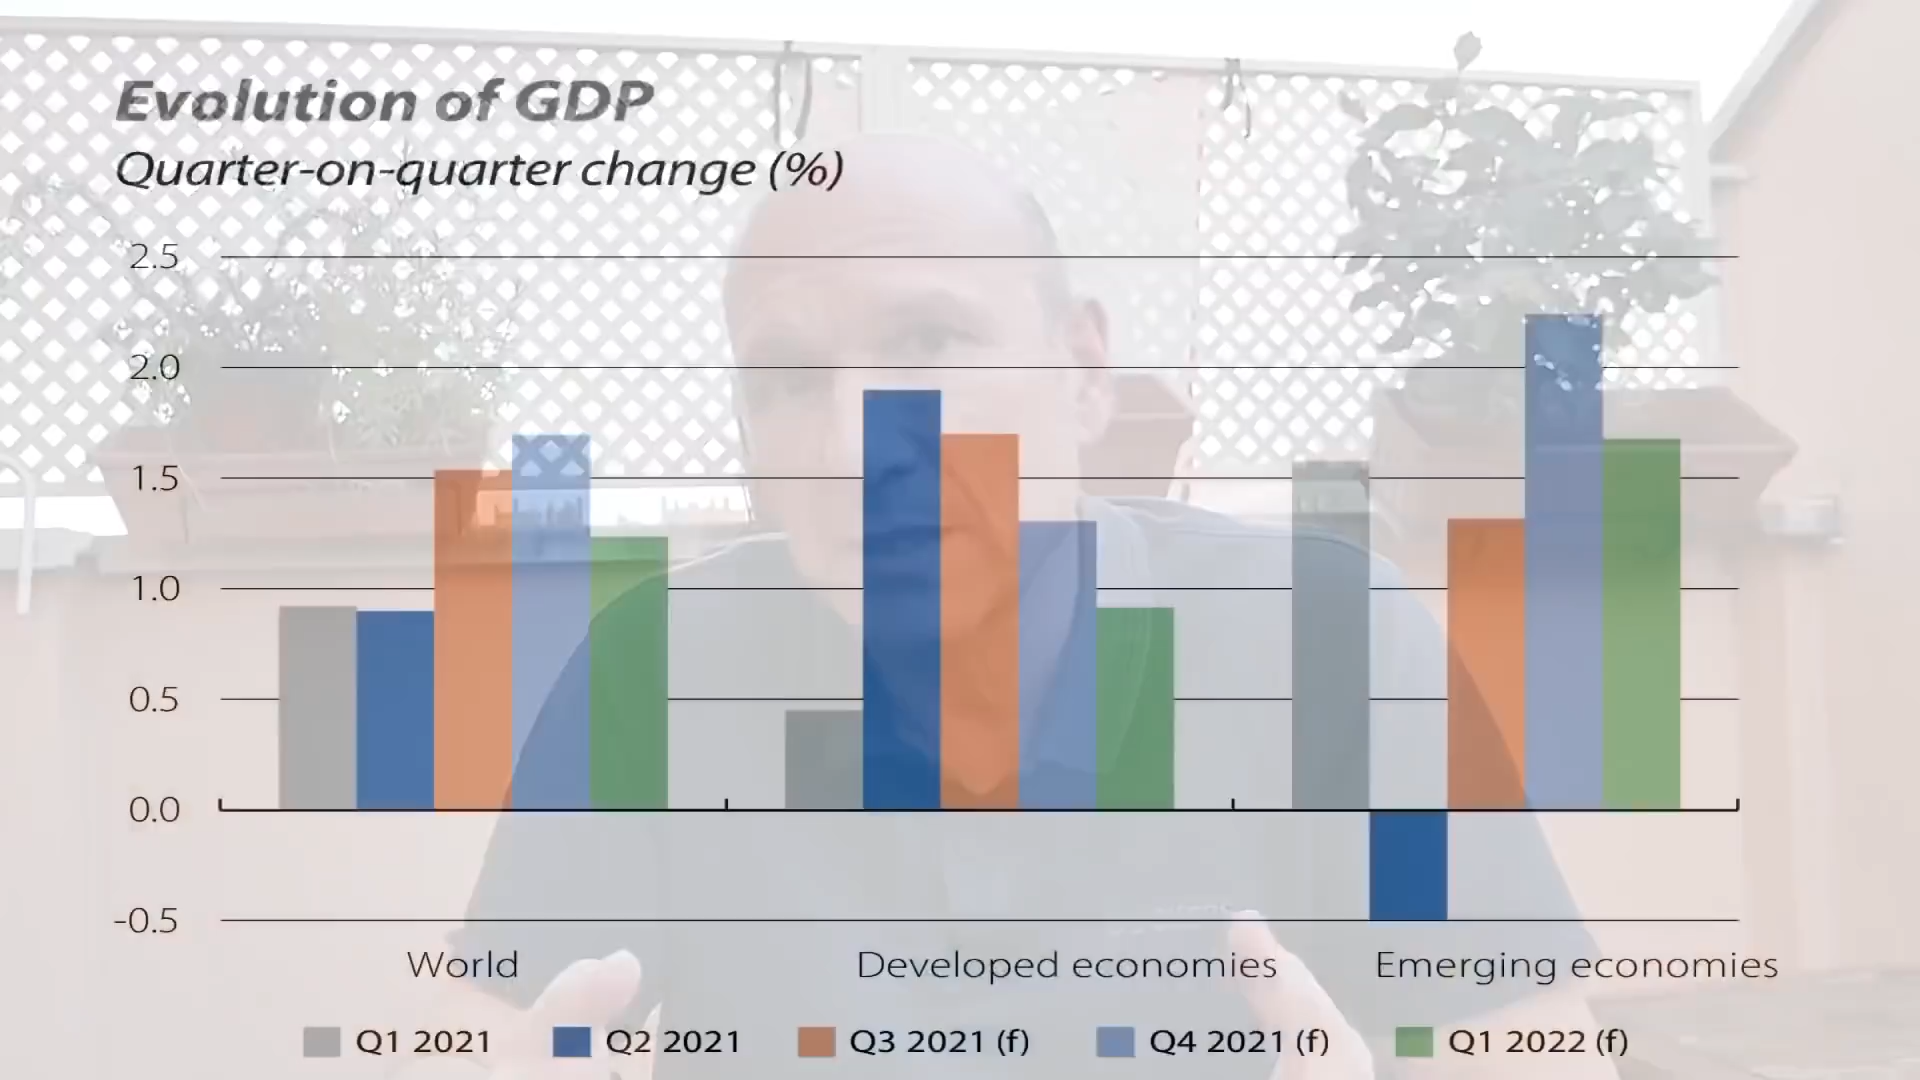 Evolution of GDP
Quarter-on-quarter change (%)
2.5
2.0
1.5
1.0
0.5
0.0
-0.5
World Developed economies Emerging economies
Q1 2021 Q2 2021 Q3 2021 (f) Q4 2021 (f) Q1 2022 (f)